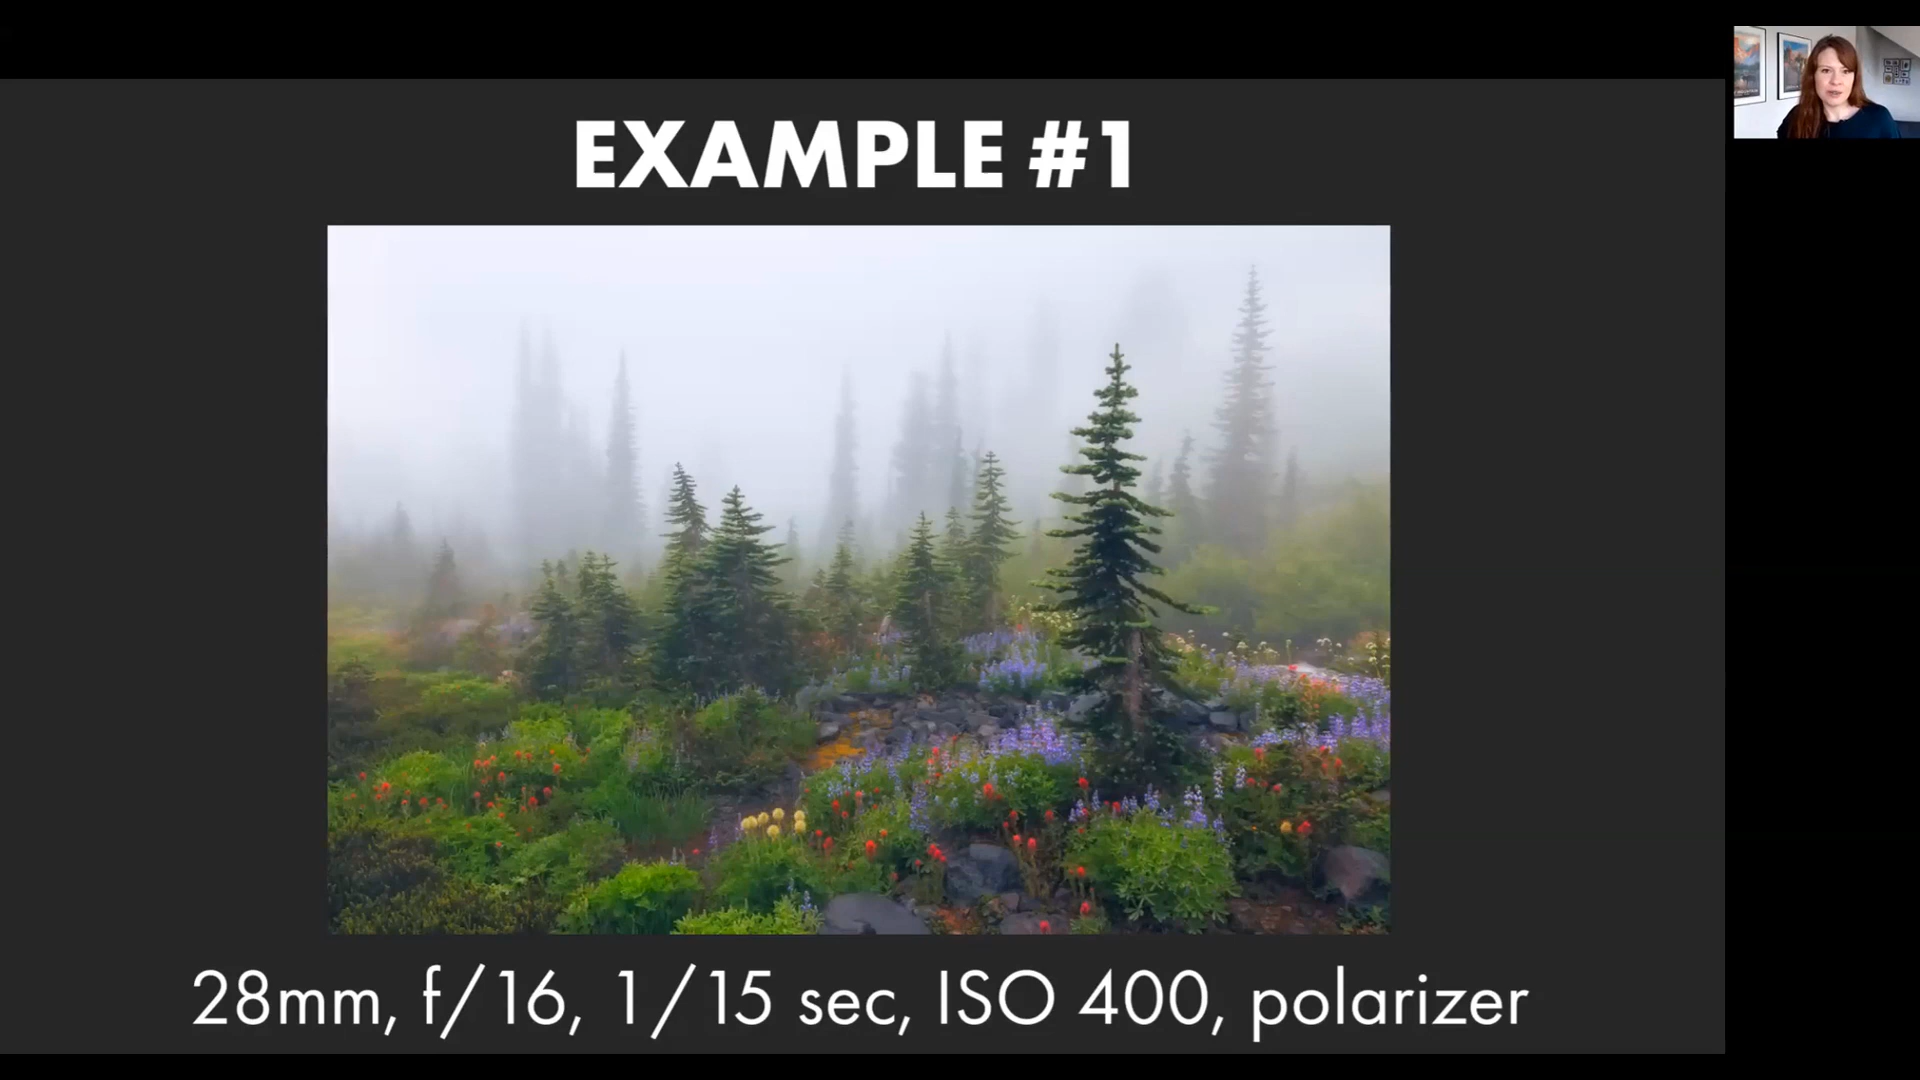 EXAMPLE #1
28mm, f/16, 1/15 sec, ISO 400, polarizer